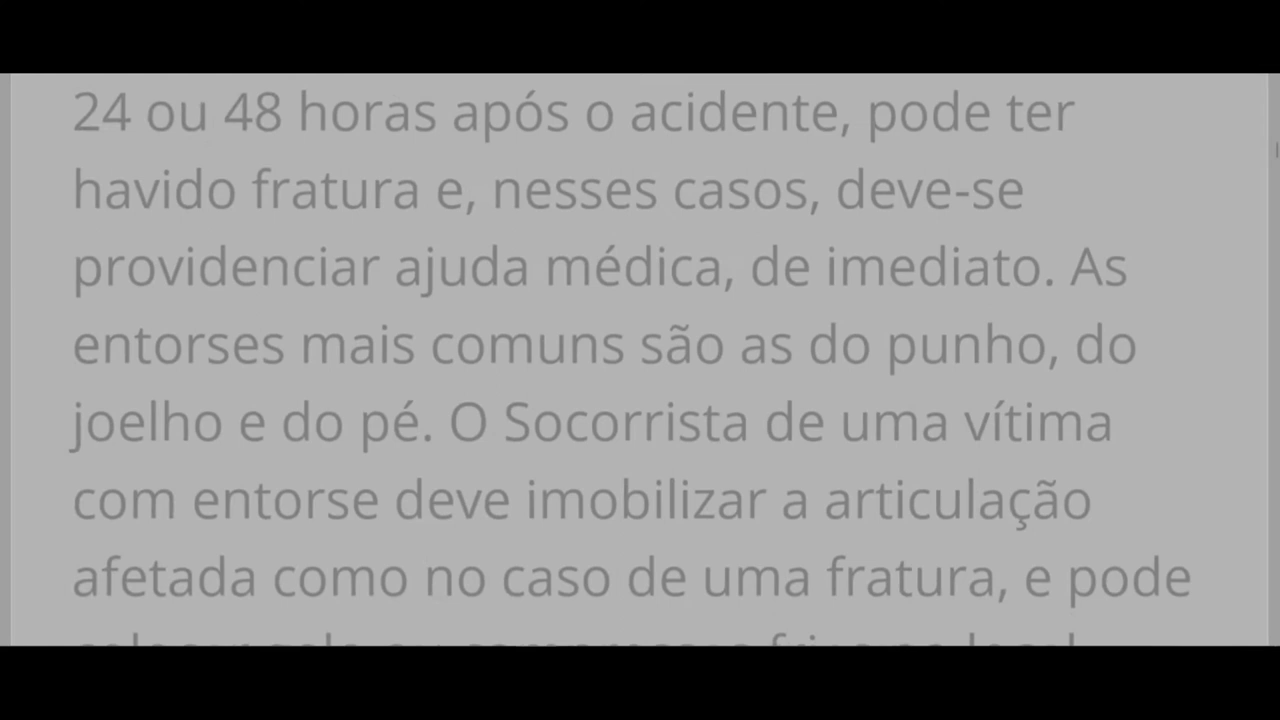 24 ou 48 horas após o acidente, pode ter
havido fratura e, nesses casos, deve-se
providenciar ajuda médica, de imediato. As
entorses mais comuns são as do punho, do
joelho e do pé. O Socorrista de uma vítima
com entorse deve imobilizar a articulação
afetada como no caso de uma fratura, e pode